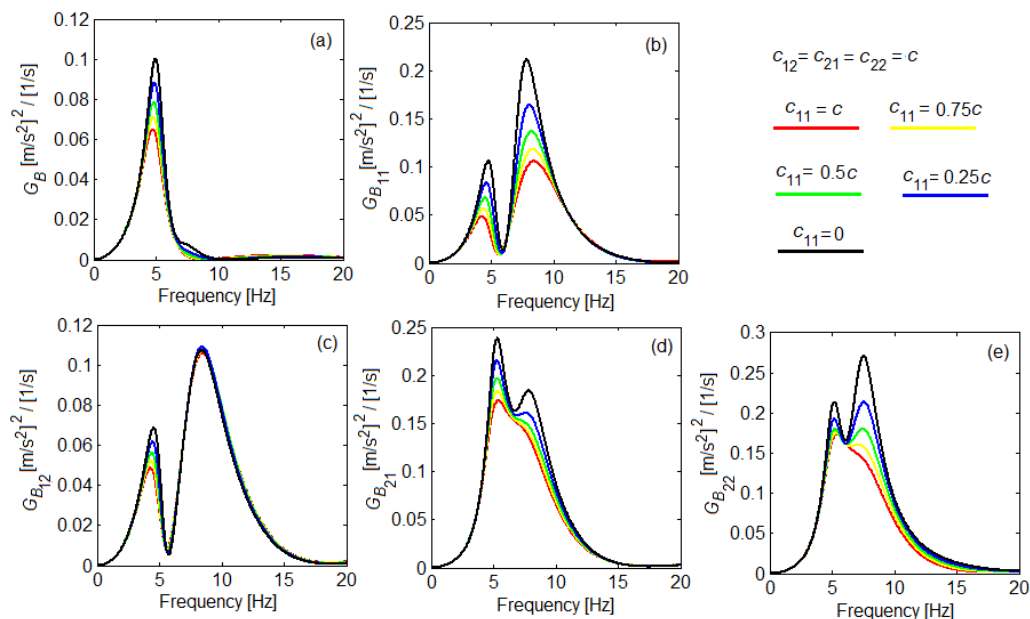 0.12
0.1
0.08
0.06
0.04
0.02
0
0 5 10 15 20
G_B [m/s²]² / [1/s]
Frequency [Hz]
(a)
0.25
0.2
0.15
0.1
0.05
0
0 5 10 15 20
G_B11 [m/s²]² / [1/s]
Frequency [Hz]
(b)
c12 = c21 = c22 = c
c11 = c
c11 = 0.75c
c11 = 0.5c
c11 = 0.25c
c11 = 0
0.12
0.1
0.08
0.06
0.04
0.02
0
0 5 10 15 20
G_B12 [m/s²]² / [1/s]
Frequency [Hz]
(c)
0.25
0.2
0.15
0.1
0.05
0
0 5 10 15 20
G_B21 [m/s²]² / [1/s]
Frequency [Hz]
(d)
0.3
0.25
0.2
0.15
0.1
0.05
0
0 5 10 15 20
G_B22 [m/s²]² / [1/s]
Frequency [Hz]
(e)